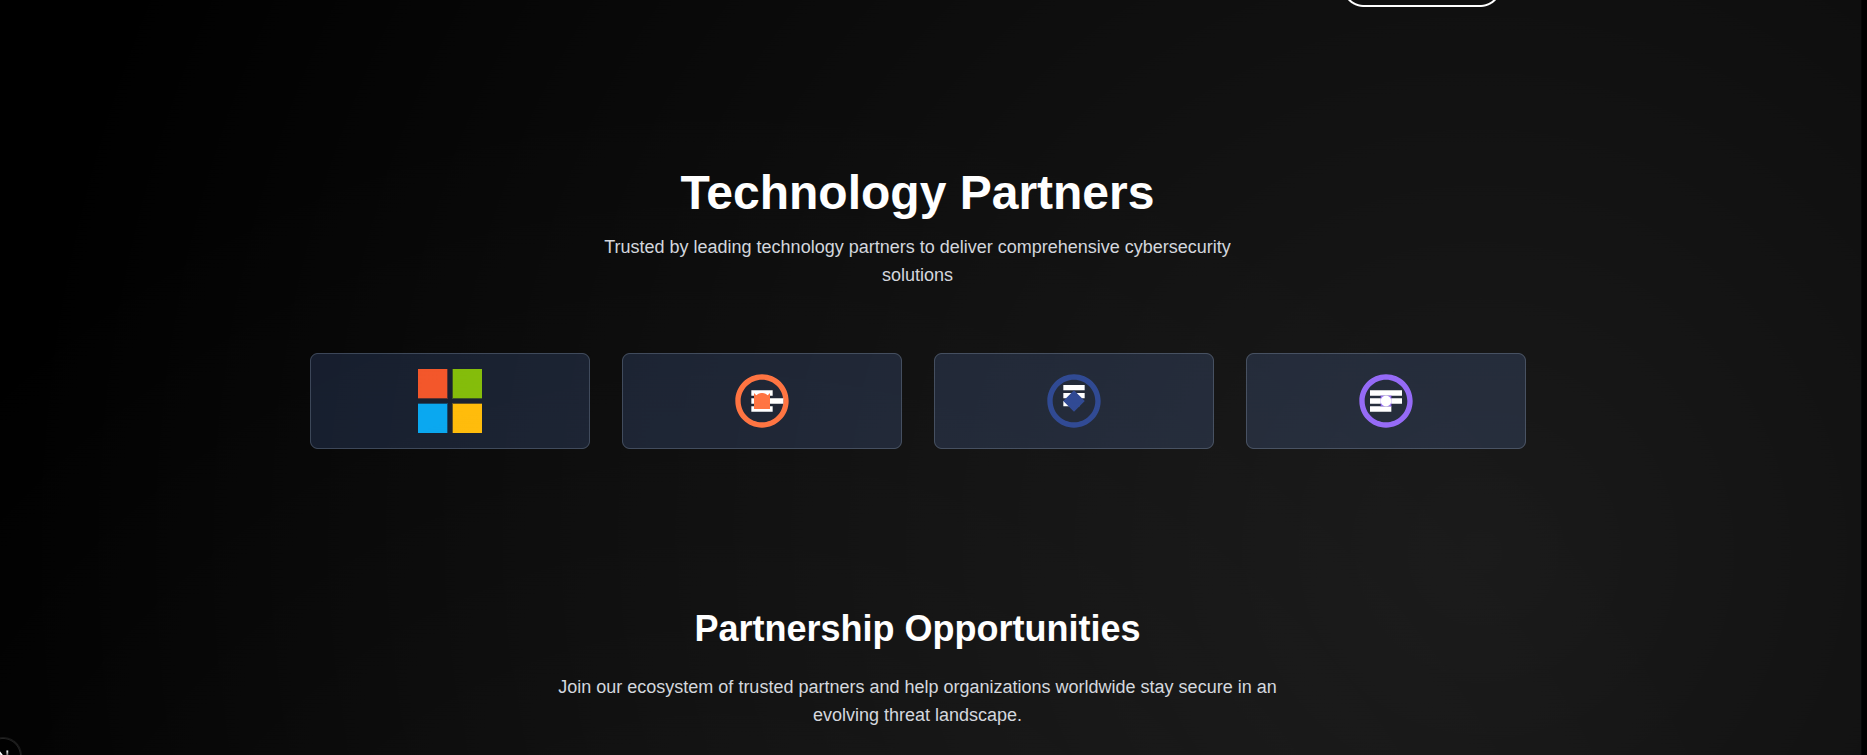 Technology Partners
Trusted by leading technology partners to deliver comprehensive cybersecurity
solutions
Partnership Opportunities
Join our ecosystem of trusted partners and help organizations worldwide stay secure in an
evolving threat landscape.